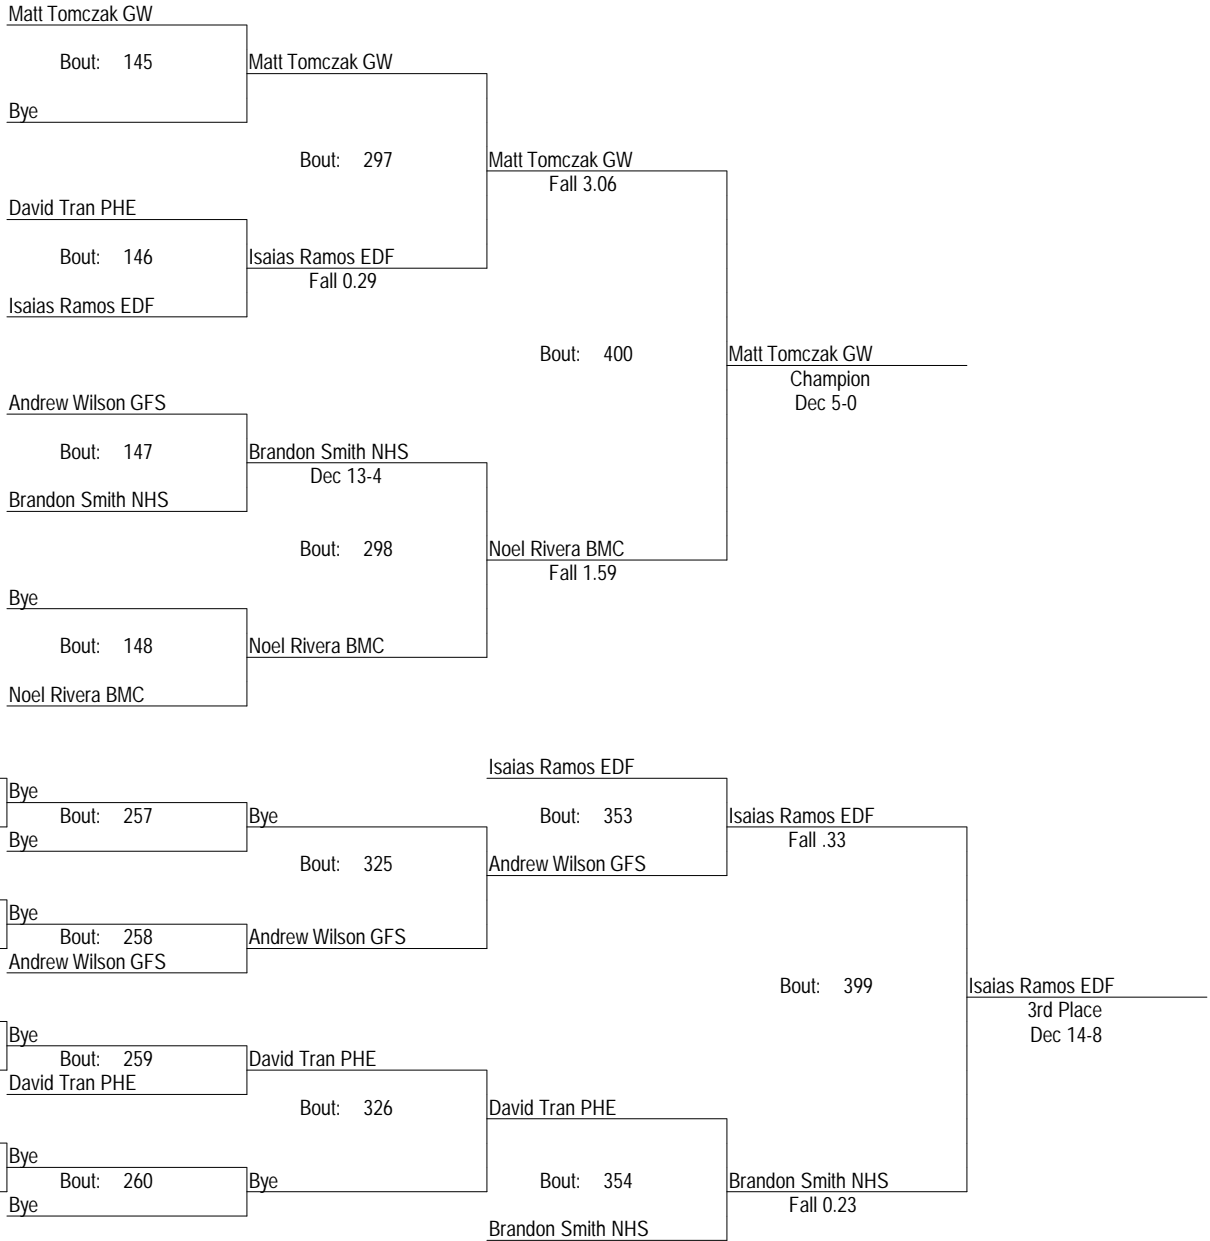 Matt Tomczak GW
Bout: 145 Matt Tomczak GW
Bye
Bout: 297 Matt Tomczak GW
Fall 3.06
David Tran PHE
Bout: 146 Isaias Ramos EDF
Fall 0.29
Isaias Ramos EDF
Bout: 400 Matt Tomczak GW
Champion
Dec 5-0
Andrew Wilson GFS
Bout: 147 Brandon Smith NHS
Dec 13-4
Brandon Smith NHS
Bout: 298 Noel Rivera BMC
Fall 1.59
Bye
Bout: 148 Noel Rivera BMC
Noel Rivera BMC
Isaias Ramos EDF
Bye
Bout: 257 Bye Bout: 353 Isaias Ramos EDF
Bye Fall .33
Bout: 325 Andrew Wilson GFS
Bye
Bout: 258 Andrew Wilson GFS
Andrew Wilson GFS
Bout: 399 Isaias Ramos EDF
3rd Place
Bye Dec 14-8
Bout: 259 David Tran PHE
David Tran PHE
Bout: 326 David Tran PHE
Bye
Bout: 260 Bye Bout: 354 Brandon Smith NHS
Bye Fall 0.23
Brandon Smith NHS